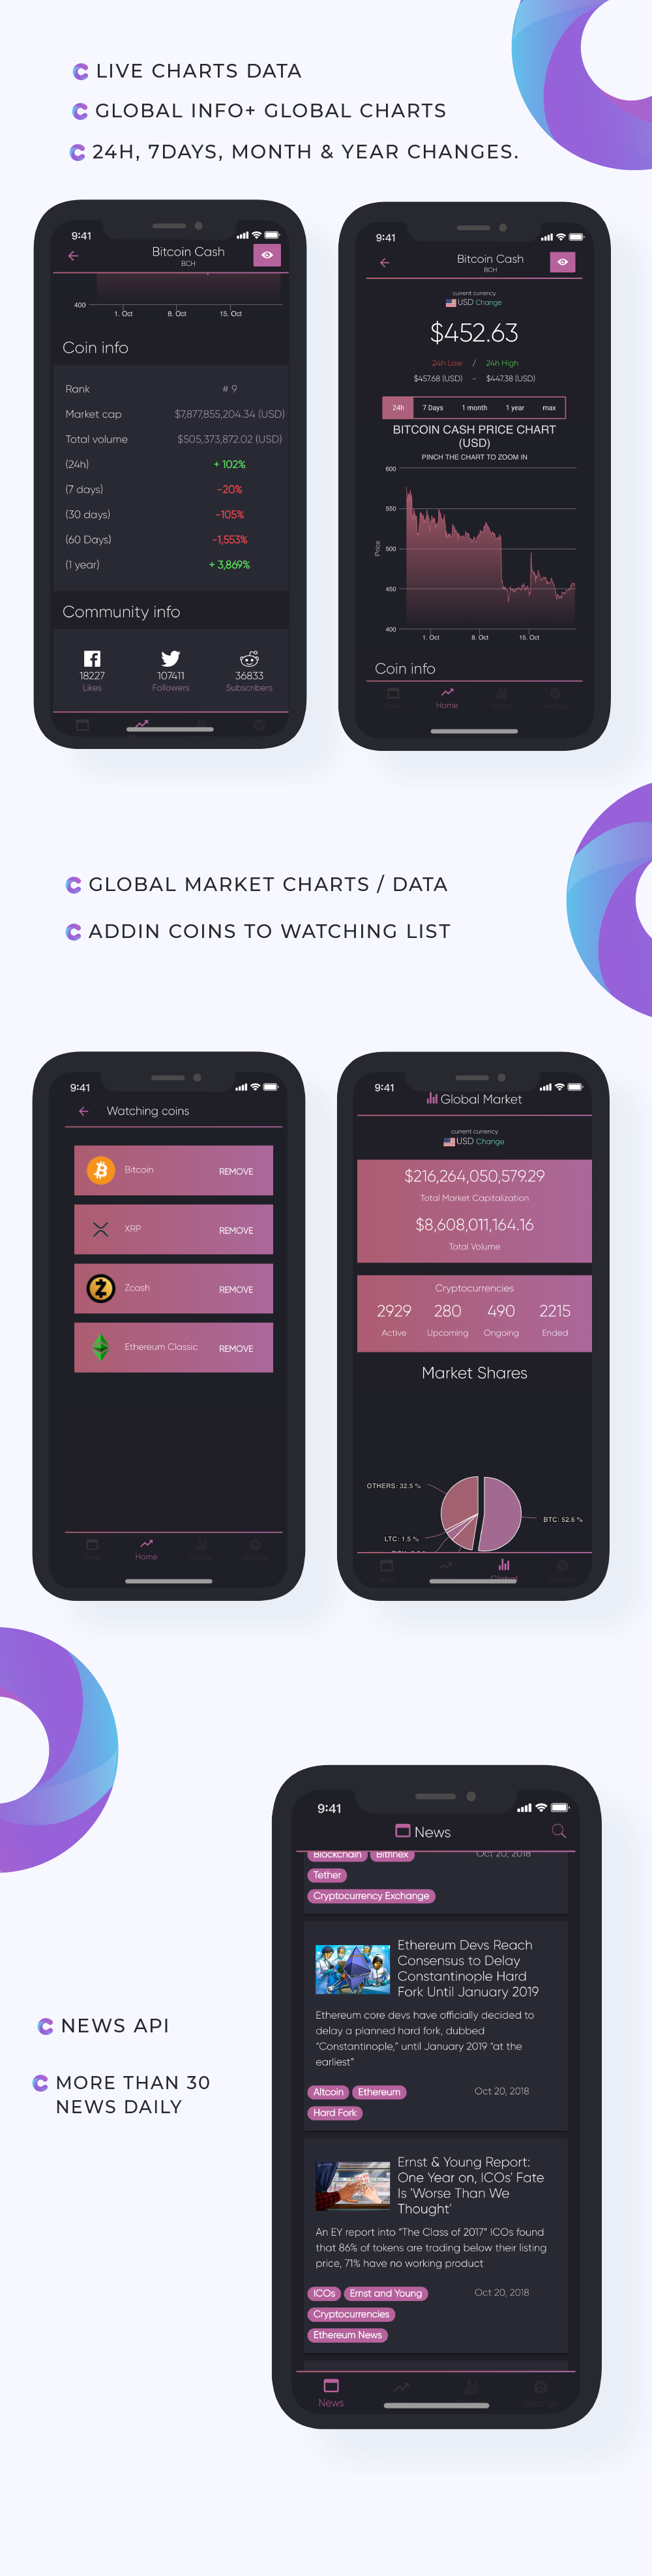 LIVE CHARTS DATA
GLOBAL INFO+ GLOBAL CHARTS
24H, 7DAYS, MONTH & YEAR CHANGES.
9:41
Bitcoin Cash
BCH
400
1. Oct 8. Oct 15. Oct
Coin info
Rank # 9
Market cap $7,877,855,204.34 (USD)
Total volume $505,373,872.02 (USD)
(24h) + 102%
(7 days) -20%
(30 days) -105%
(60 Days) -1,553%
(1 year) + 3,869%
Community info
18227 107411 36833
Likes Followers Subscribers
9:41
Bitcoin Cash
BCH
current currency
USD Change
$452.63
24h Low / 24h High
$457.68 (USD) - $447.38 (USD)
24h 7 Days 1 month 1 year max
BITCOIN CASH PRICE CHART
(USD)
PINCH THE CHART TO ZOOM IN
600
550
500
450
400
Price
1. Oct 8. Oct 15. Oct
Coin info
Home
GLOBAL MARKET CHARTS / DATA
ADDIN COINS TO WATCHING LIST
9:41
Watching coins
Bitcoin REMOVE
XRP REMOVE
Zcash REMOVE
Ethereum Classic REMOVE
Home
9:41
Global Market
current currency
USD Change
$216,264,050,579.29
Total Market Capitalization
$8,608,011,164.16
Total Volume
Cryptocurrencies
2929 280 490 2215
Active Upcoming Ongoing Ended
Market Shares
OTHERS: 32.5 %
BTC: 52.6 %
LTC: 1.5 %
Global
NEWS API
MORE THAN 30
NEWS DAILY
9:41
News
Blockchain Bitfinex Oct 20, 2018
Tether
Cryptocurrency Exchange
Ethereum Devs Reach
Consensus to Delay
Constantinople Hard
Fork Until January 2019
Ethereum core devs have officially decided to
delay a planned hard fork, dubbed
“Constantinople,” until January 2019 “at the
earliest”
Altcoin Ethereum Oct 20, 2018
Hard Fork
Ernst & Young Report:
One Year on, ICOs' Fate
Is 'Worse Than We
Thought'
An EY report into “The Class of 2017” ICOs found
that 86% of tokens are trading below their listing
price, 71% have no working product
ICOs Ernst and Young Oct 20, 2018
Cryptocurrencies
Ethereum News
News
Settings